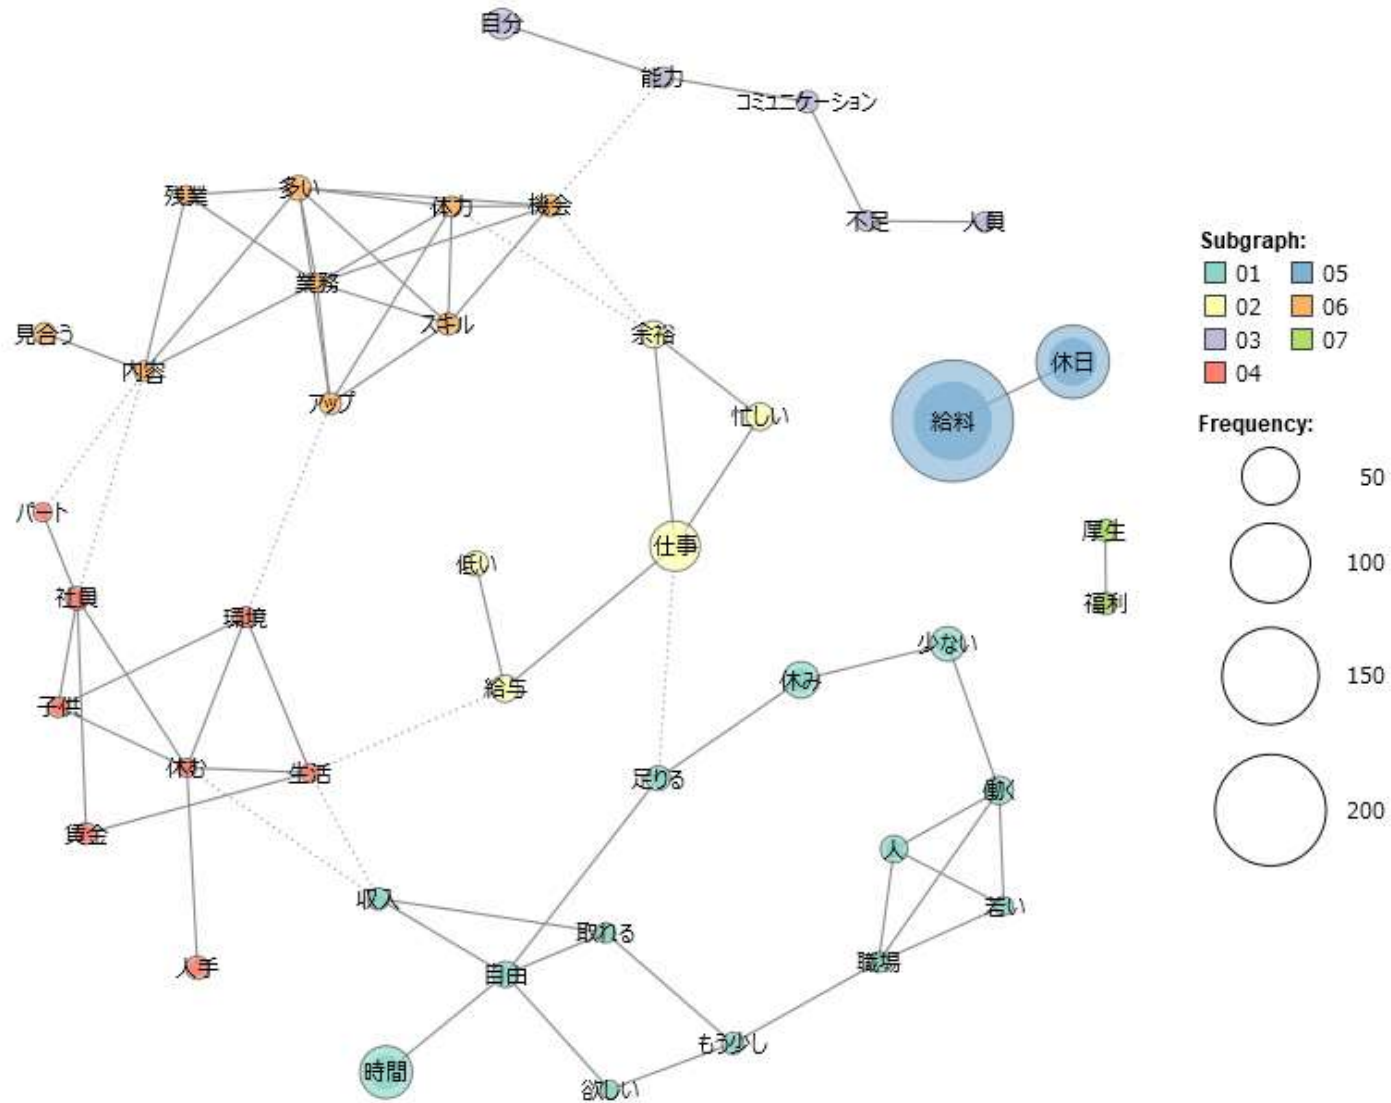 自分
能力
コミュニケーション
残業
多い
体力
機会
不足
人員
業務
スキル
見合う
内容
アップ
余裕
忙しい
休日
給料
パート
社員
環境
低い
仕事
厚生
福利
子供
休む
生活
給与
賃金
人手
足りる
休み
少ない
働く
人
若い
職場
収入
取れる
自由
時間
もう少し
欲しい
Subgraph:
01 05
02 06
03 07
04
Frequency:
50
100
150
200